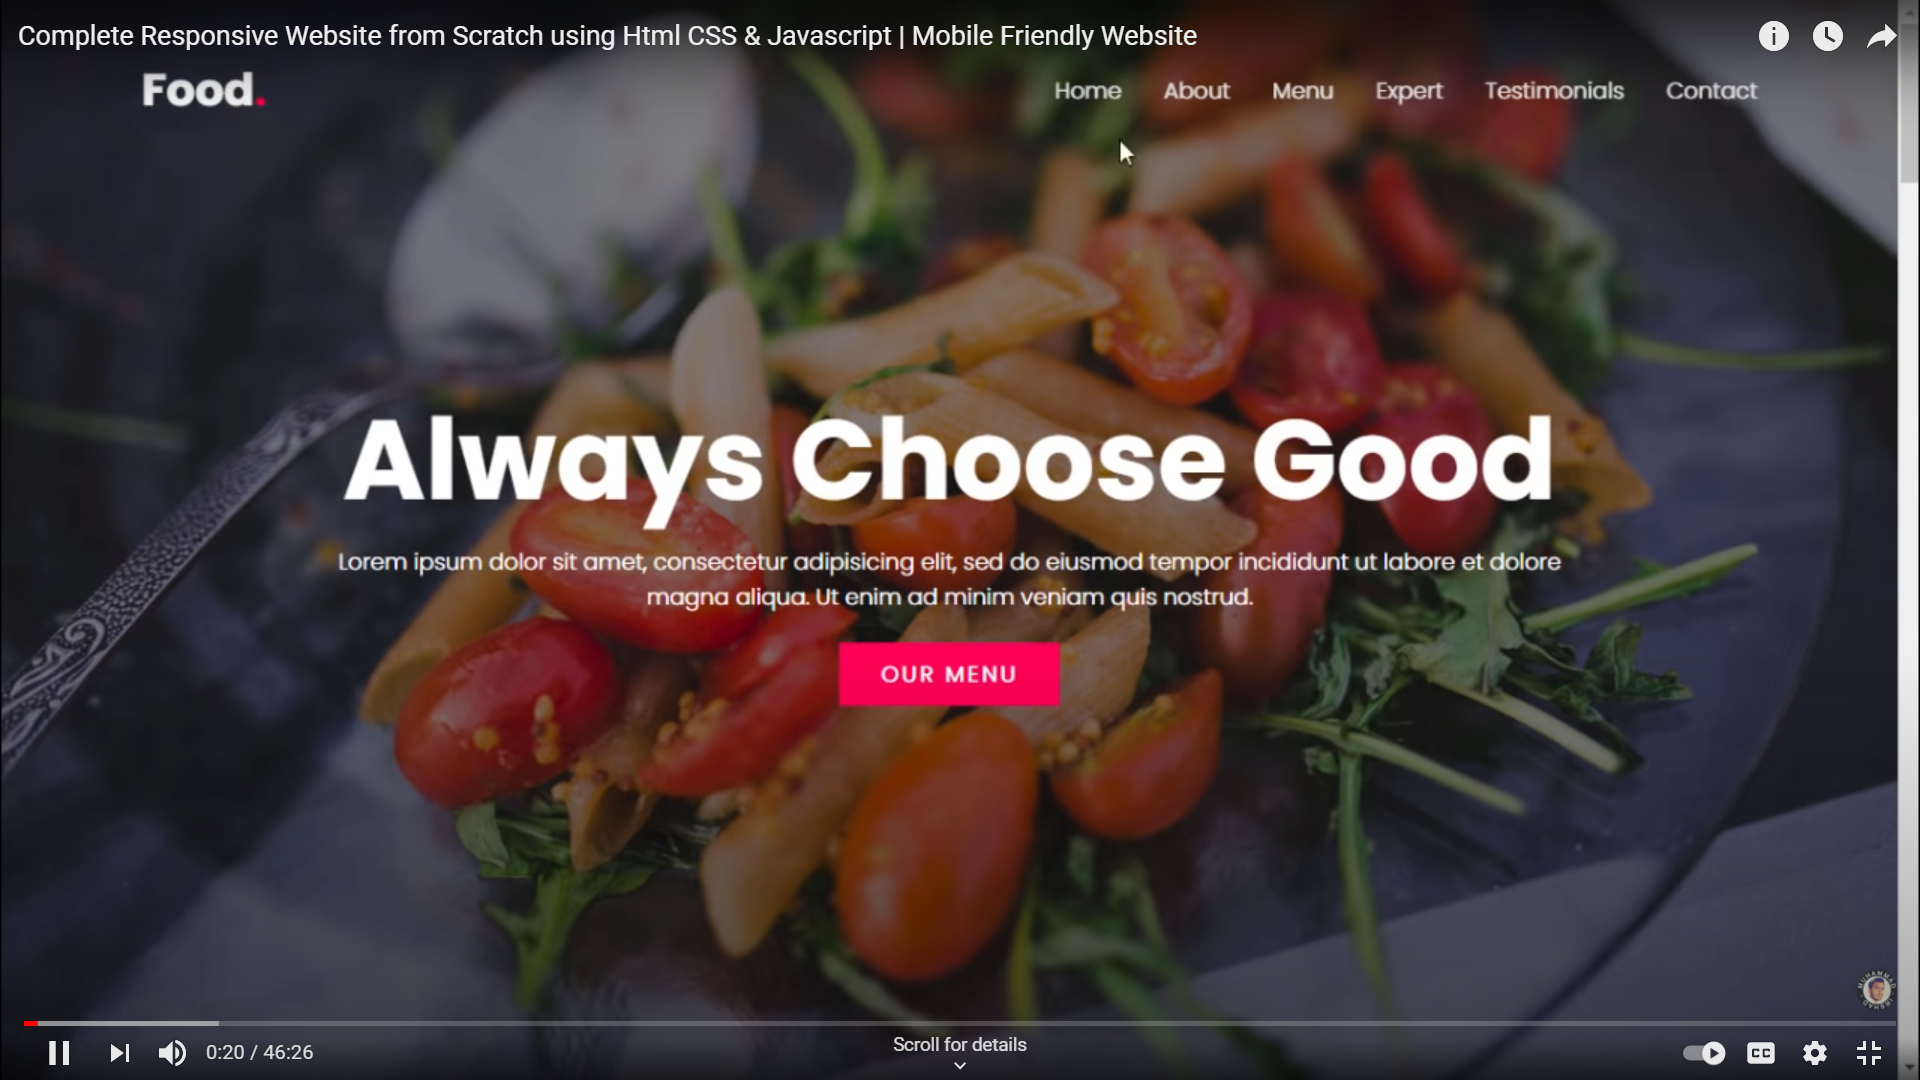 Complete Responsive Website from Scratch using Html CSS & Javascript | Mobile Friendly Website
Food.
Home About Menu Expert Testimonials Contact
Always Choose Good
Lorem ipsum dolor sit amet, consectetur adipisicing elit, sed do eiusmod tempor incididunt ut labore et dolore
magna aliqua. Ut enim ad minim veniam quis nostrud.
OUR MENU
0:20 / 46:26
Scroll for details
CC